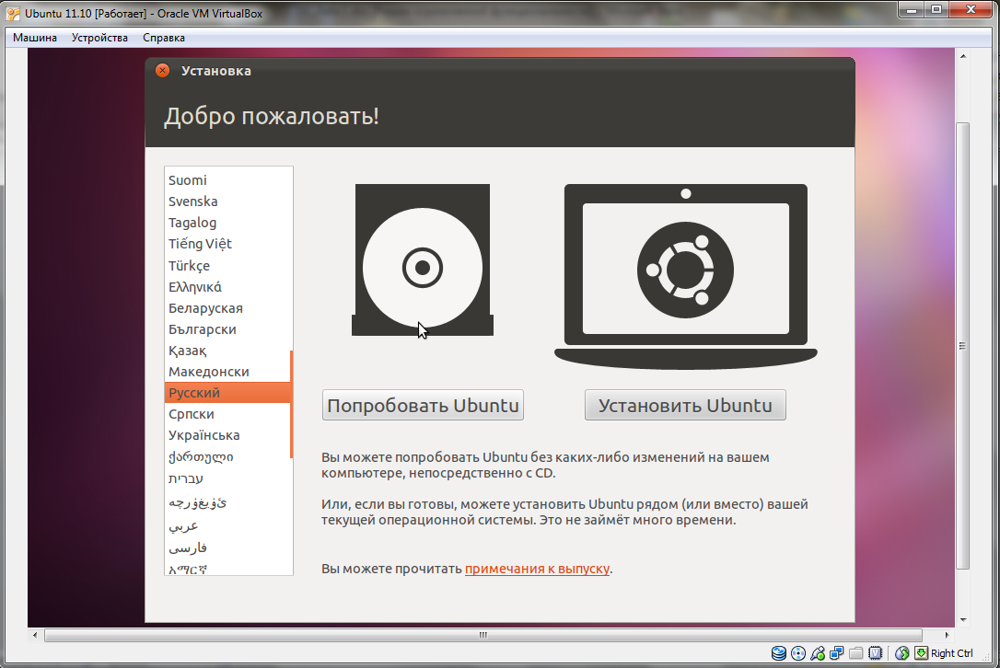 Ubuntu 11.10 [Работает] - Oracle VM VirtualBox
Машина Устройства Справка
Установка
Добро пожаловать!
Suomi
Svenska
Tagalog
Tiếng Việt
Türkçe
Ελληνικά
Беларуская
Български
Қазақ
Македонски
Русский
Српски
Українська
ქართული
עברית
ئۇيغۇرچە
عربي
فارسی
አማርኛ
Попробовать Ubuntu
Установить Ubuntu
Вы можете попробовать Ubuntu без каких-либо изменений на вашем
компьютере, непосредственно с CD.
Или, если вы готовы, можете установить Ubuntu рядом (или вместо) вашей
текущей операционной системы. Это не займёт много времени.
Вы можете прочитать примечания к выпуску.
Right Ctrl